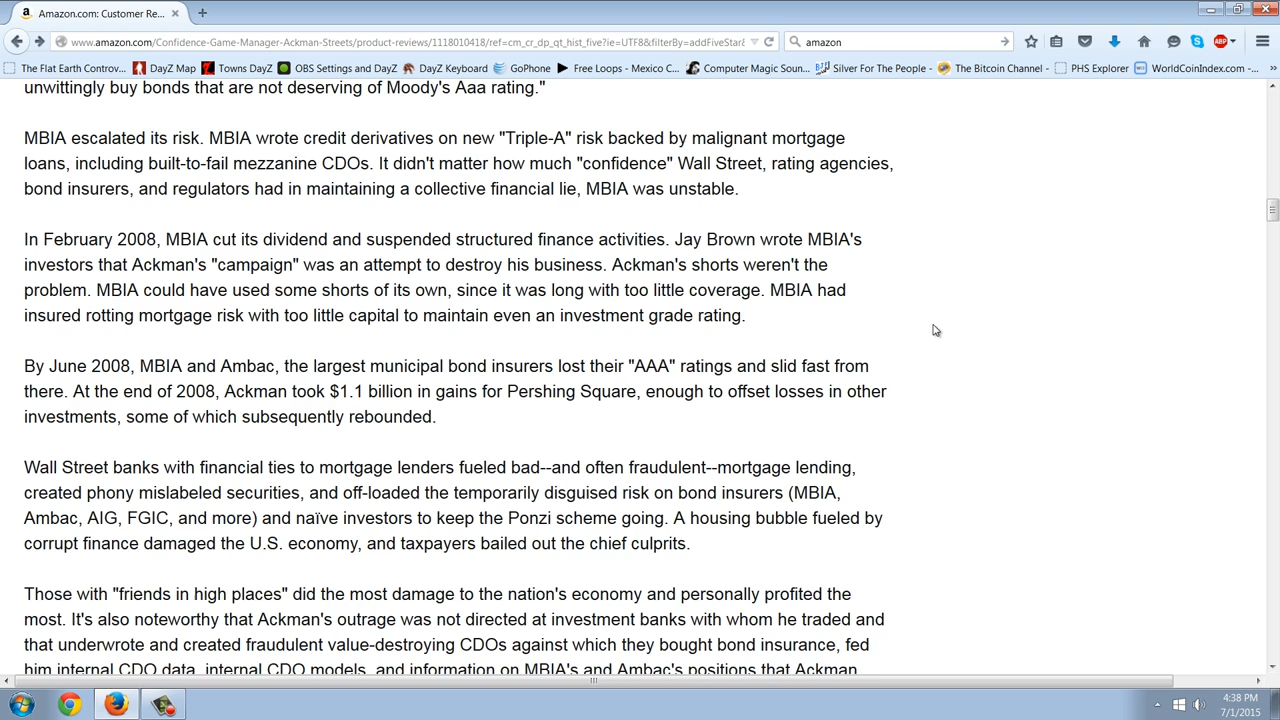 Amazon.com: Customer Re...
www.amazon.com/Confidence-Game-Manager-Ackman-Streets/product-reviews/1118010418/ref=cm_cr_dp_qt_hist_five?ie=UTF8&filterBy=addFiveStar&
amazon
ABP
The Flat Earth Controv... DayZ Map Towns DayZ OBS Settings and DayZ DayZ Keyboard GoPhone Free Loops - Mexico C... Computer Magic Soun... Silver For The People - The Bitcoin Channel - PHS Explorer WorldCoinIndex.com -...
unwittingly buy bonds that are not deserving of Moody's Aaa rating."
MBIA escalated its risk. MBIA wrote credit derivatives on new "Triple-A" risk backed by malignant mortgage
loans, including built-to-fail mezzanine CDOs. It didn't matter how much "confidence" Wall Street, rating agencies,
bond insurers, and regulators had in maintaining a collective financial lie, MBIA was unstable.
In February 2008, MBIA cut its dividend and suspended structured finance activities. Jay Brown wrote MBIA's
investors that Ackman's "campaign" was an attempt to destroy his business. Ackman's shorts weren't the
problem. MBIA could have used some shorts of its own, since it was long with too little coverage. MBIA had
insured rotting mortgage risk with too little capital to maintain even an investment grade rating.
By June 2008, MBIA and Ambac, the largest municipal bond insurers lost their "AAA" ratings and slid fast from
there. At the end of 2008, Ackman took $1.1 billion in gains for Pershing Square, enough to offset losses in other
investments, some of which subsequently rebounded.
Wall Street banks with financial ties to mortgage lenders fueled bad--and often fraudulent--mortgage lending,
created phony mislabeled securities, and off-loaded the temporarily disguised risk on bond insurers (MBIA,
Ambac, AIG, FGIC, and more) and naïve investors to keep the Ponzi scheme going. A housing bubble fueled by
corrupt finance damaged the U.S. economy, and taxpayers bailed out the chief culprits.
Those with "friends in high places" did the most damage to the nation's economy and personally profited the
most. It's also noteworthy that Ackman's outrage was not directed at investment banks with whom he traded and
that underwrote and created fraudulent value-destroying CDOs against which they bought bond insurance, fed
him internal CDO data, internal CDO models, and information on MBIA's and Ambac's positions that Ackman
4:38 PM
7/1/2015